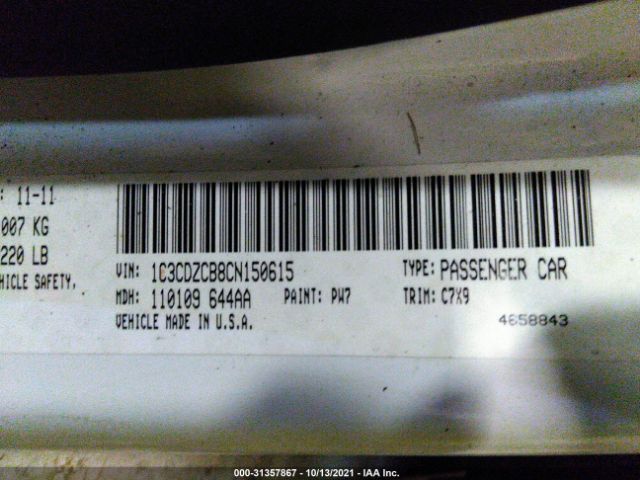 : 11-11
007 KG
220 LB
HICLE SAFETY,
VIN: 1C3CDZCB8CN150615 TYPE: PASSENGER CAR
MDH: 110109 644AA PAINT: PW7 TRIM: C7X9
VEHICLE MADE IN U.S.A. 4658843
000-31357867 - 10/13/2021 - IAA Inc.